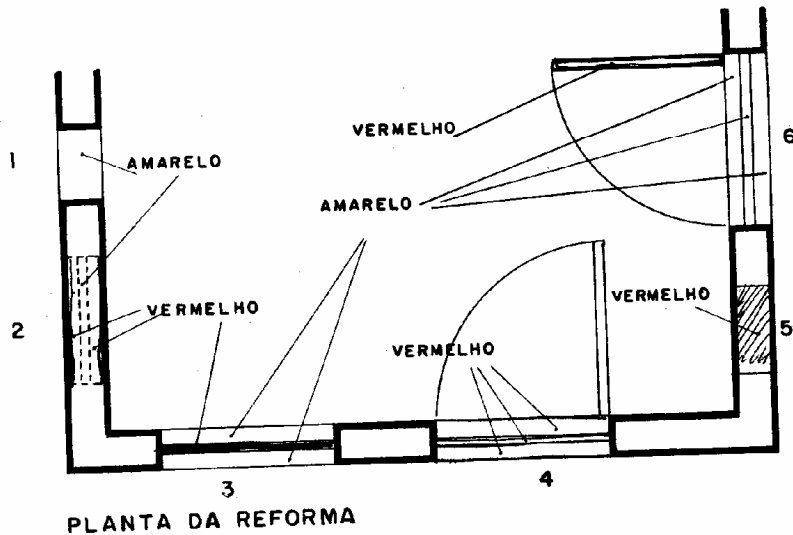 VERMELHO
6
1
AMARELO
AMARELO
2
VERMELHO
VERMELHO
5
VERMELHO
3
4
PLANTA DA REFORMA